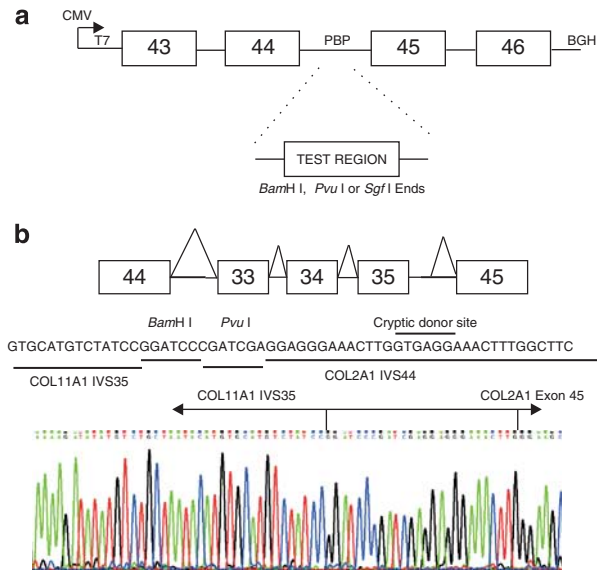 a
CMV
T7
43
44
PBP
45
46
BGH
TEST REGION
BamH I, Pvu I or Sgf I Ends
b
44
33
34
35
45
BamH I
Pvu I
Cryptic donor site
GTGCATGTCTATCCGGATCCCGATCGAGGAGGGAAACTTGGTGAGGAAACTTTGGCTTC
COL11A1 IVS35
COL2A1 IVS44
COL11A1 IVS35
COL2A1 Exon 45